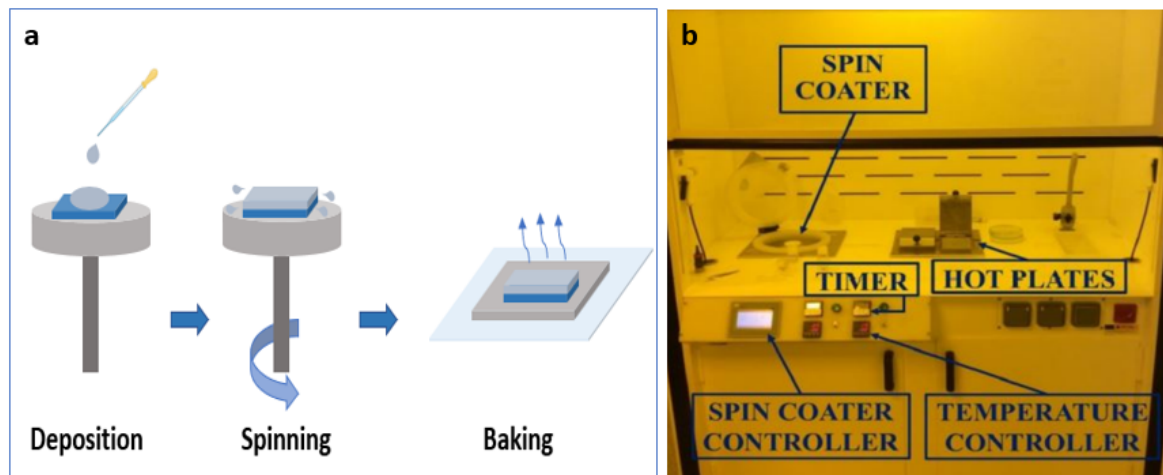 a
Deposition
Spinning
Baking
b
SPIN
COATER
TIMER
HOT PLATES
SPIN COATER
CONTROLLER
TEMPERATURE
CONTROLLER